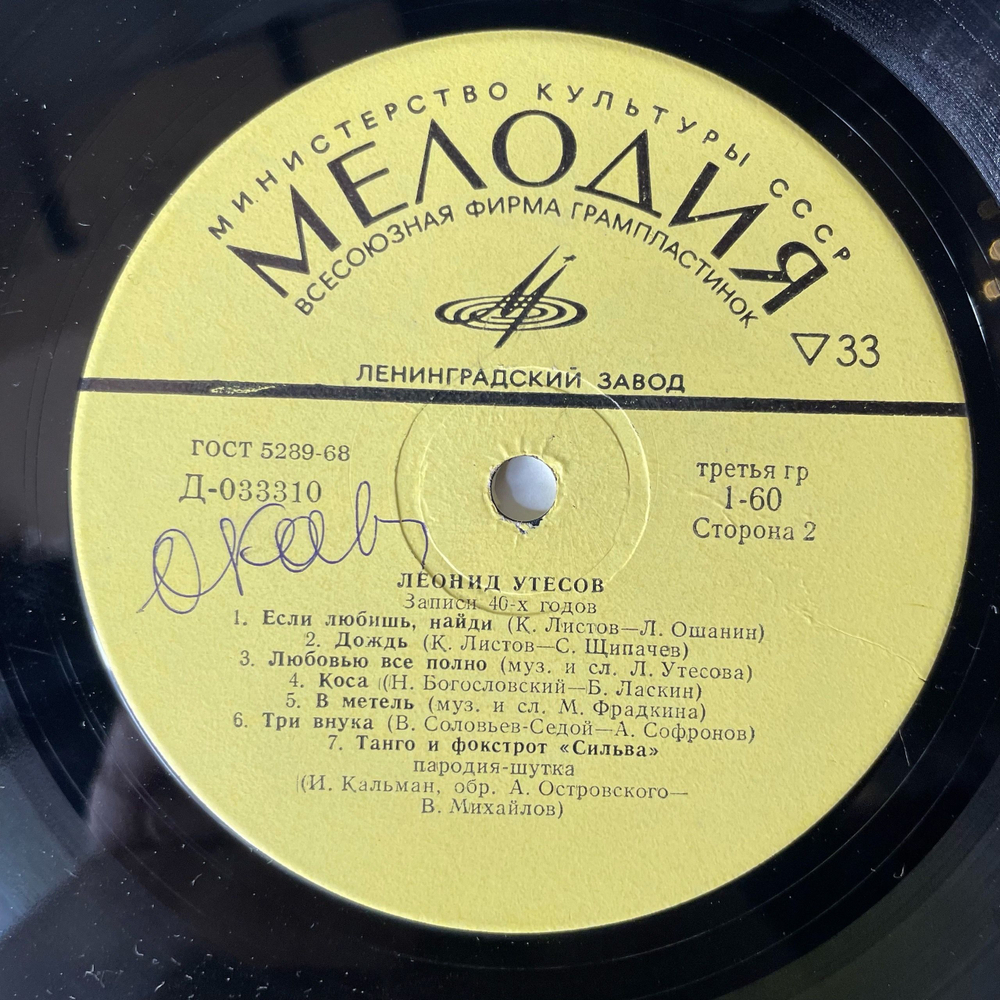 МИНИСТЕРСТВО КУЛЬТУРЫ СССР
МЕЛОДИЯ
ВСЕСОЮЗНАЯ ФИРМА ГРАМПЛАСТИНОК
▽33
ЛЕНИНГРАДСКИЙ ЗАВОД
ГОСТ 5289-68
Д-033310
третья гр
1-60
Сторона 2
ЛЕОНИД УТЕСОВ
Записи 40-х годов
1. Если любишь, найди (К. Листов—Л. Ошанин)
2. Дождь (К. Листов—С. Щипачев)
3. Любовью все полно (муз. и сл. Л. Утесова)
4. Коса (Н. Богословский—Б. Ласкин)
5. В метель (муз. и сл. М. Фрадкина)
6. Три внука (В. Соловьев-Седой—А. Софронов)
7. Танго и фокстрот «Сильва»
пародия-шутка
(И. Кальман, обр. А. Островского—
В. Михайлов)